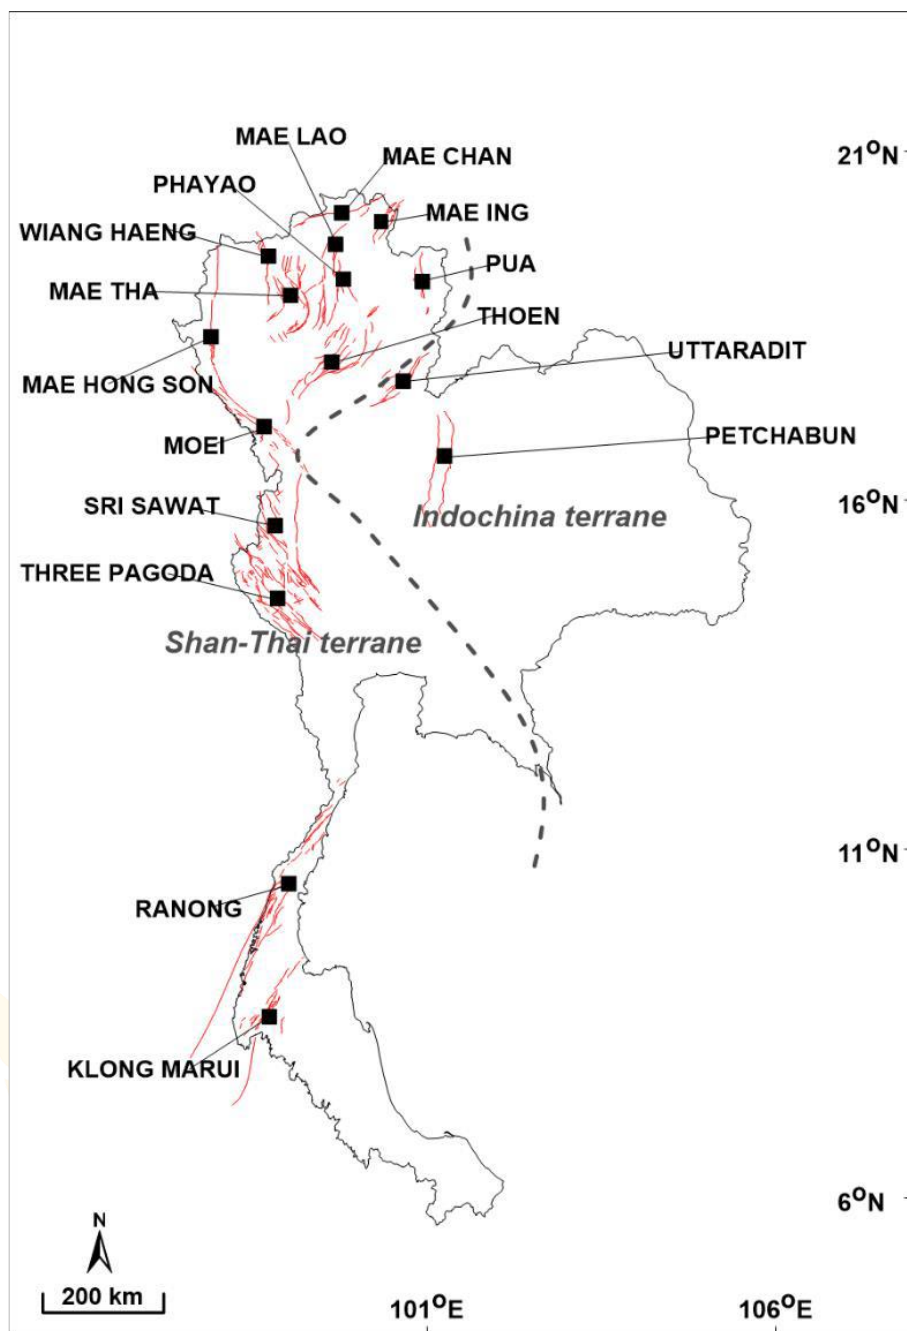 MAE LAO
MAE CHAN
21°N
PHAYAO
MAE ING
WIANG HAENG
PUA
MAE THA
THOEN
UTTARADIT
MAE HONG SON
PETCHABUN
MOEI
16°N
SRI SAWAT
Indochina terrane
THREE PAGODA
Shan-Thai terrane
11°N
RANONG
KLONG MARUI
6°N
N
200 km
101°E
106°E